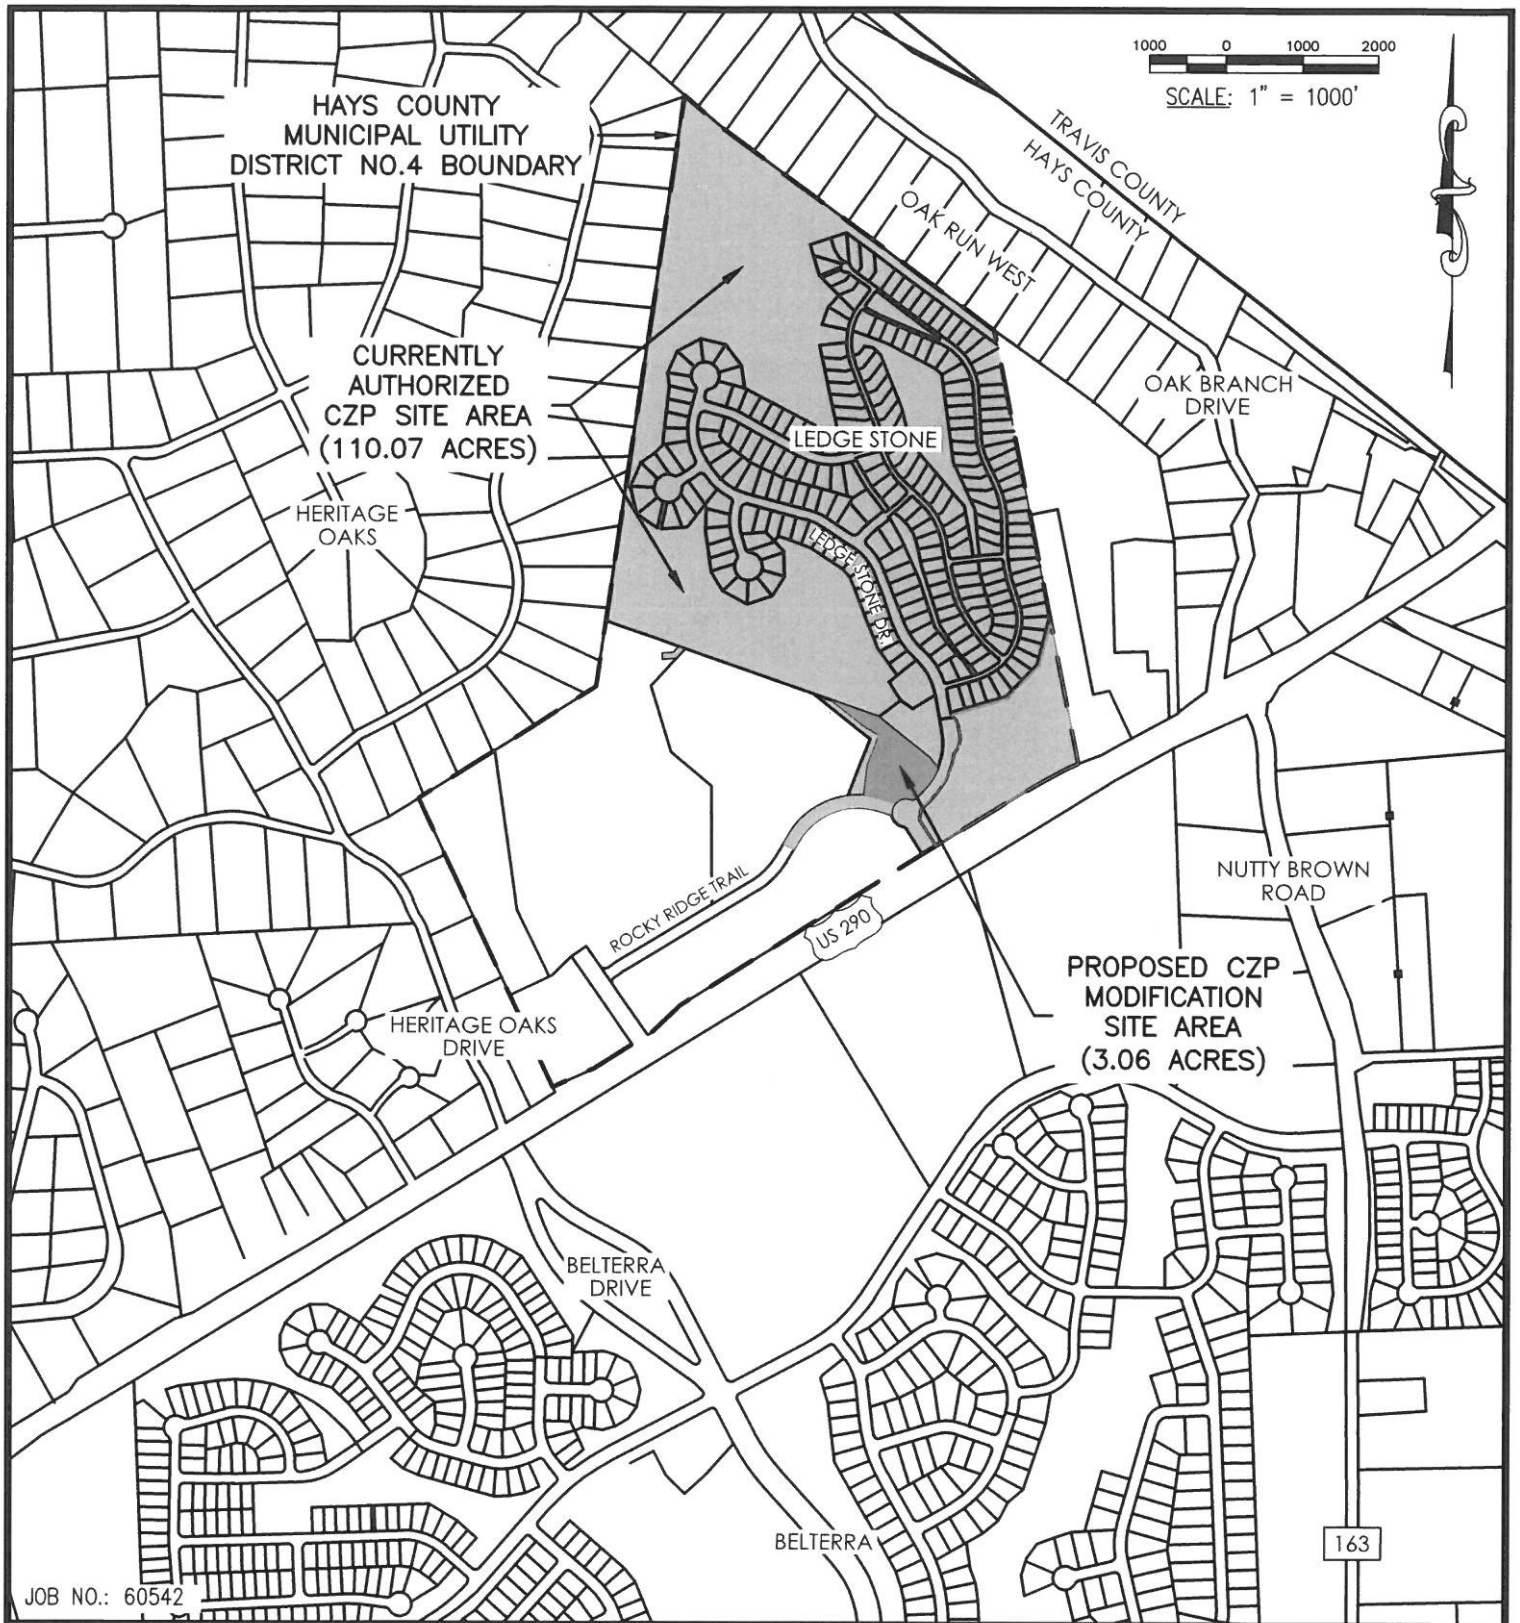 1000 0 1000 2000
SCALE: 1" = 1000'
HAYS COUNTY
MUNICIPAL UTILITY
DISTRICT NO.4 BOUNDARY
TRAVIS COUNTY
HAYS COUNTY
OAK RUN WEST
CURRENTLY
AUTHORIZED
CZP SITE AREA
(110.07 ACRES)
OAK BRANCH
DRIVE
LEDGE STONE
HERITAGE
OAKS
LEDGE STONE DR.
NUTTY BROWN
ROAD
ROCKY RIDGE TRAIL
US 290
PROPOSED CZP
MODIFICATION
SITE AREA
(3.06 ACRES)
HERITAGE OAKS
DRIVE
BELTERRA
DRIVE
BELTERRA
163
JOB NO.: 60542